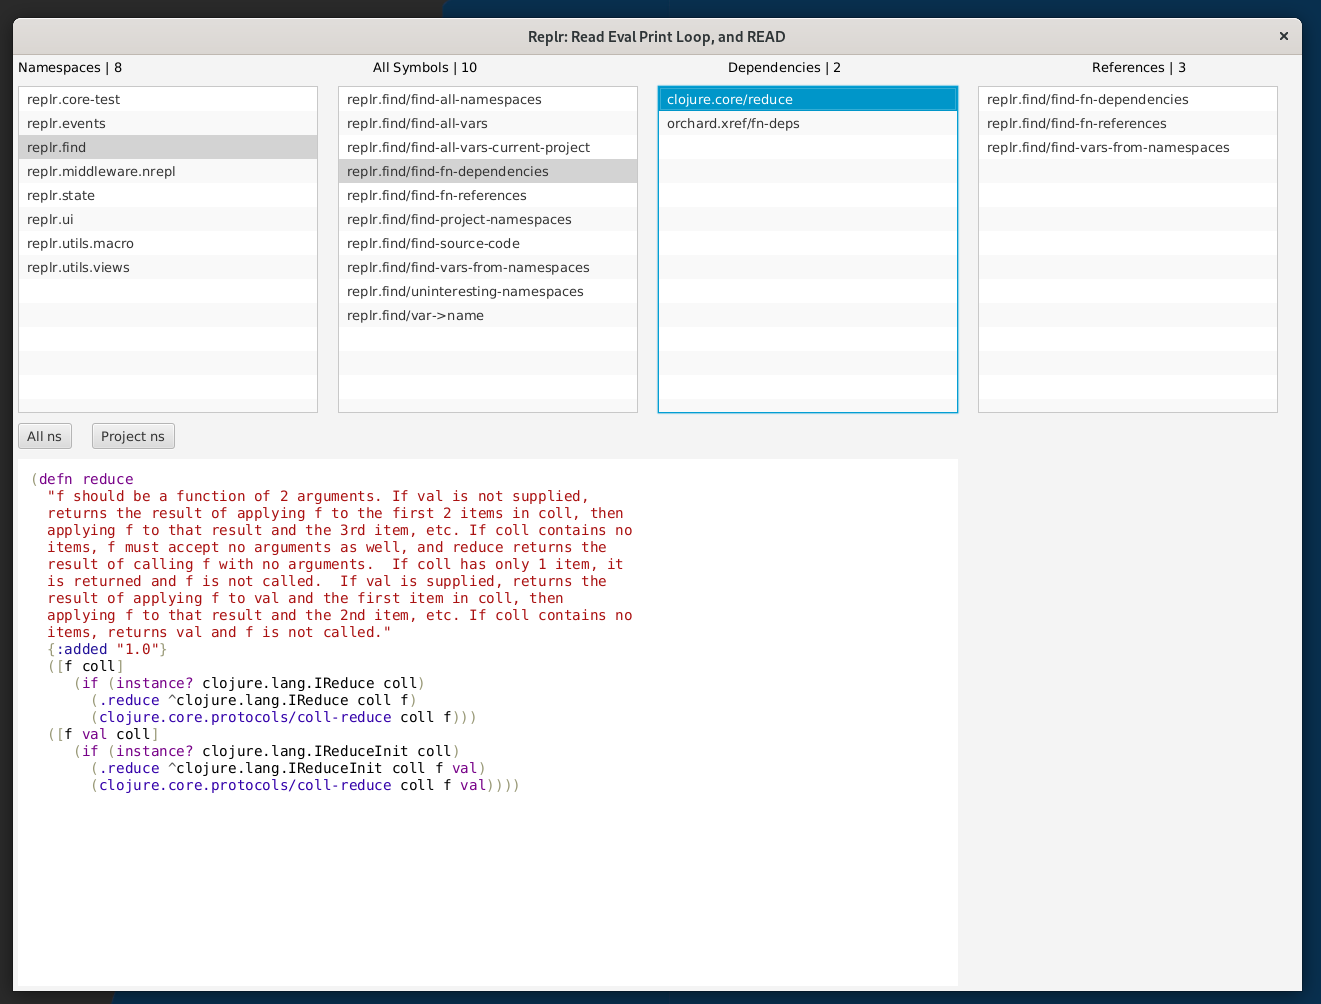 Replr: Read Eval Print Loop, and READ
×
Namespaces | 8
All Symbols | 10
Dependencies | 2
References | 3
replr.core-test
replr.events
replr.find
replr.middleware.nrepl
replr.state
replr.ui
replr.utils.macro
replr.utils.views
replr.find/find-all-namespaces
replr.find/find-all-vars
replr.find/find-all-vars-current-project
replr.find/find-fn-dependencies
replr.find/find-fn-references
replr.find/find-project-namespaces
replr.find/find-source-code
replr.find/find-vars-from-namespaces
replr.find/uninteresting-namespaces
replr.find/var->name
clojure.core/reduce
orchard.xref/fn-deps
replr.find/find-fn-dependencies
replr.find/find-fn-references
replr.find/find-vars-from-namespaces
All ns
Project ns
(defn reduce
  "f should be a function of 2 arguments. If val is not supplied,
  returns the result of applying f to the first 2 items in coll, then
  applying f to that result and the 3rd item, etc. If coll contains no
  items, f must accept no arguments as well, and reduce returns the
  result of calling f with no arguments.  If coll has only 1 item, it
  is returned and f is not called.  If val is supplied, returns the
  result of applying f to val and the first item in coll, then
  applying f to that result and the 2nd item, etc. If coll contains no
  items, returns val and f is not called."
  {:added "1.0"}
  ([f coll]
     (if (instance? clojure.lang.IReduce coll)
       (.reduce ^clojure.lang.IReduce coll f)
       (clojure.core.protocols/coll-reduce coll f)))
  ([f val coll]
     (if (instance? clojure.lang.IReduceInit coll)
       (.reduce ^clojure.lang.IReduceInit coll f val)
       (clojure.core.protocols/coll-reduce coll f val))))